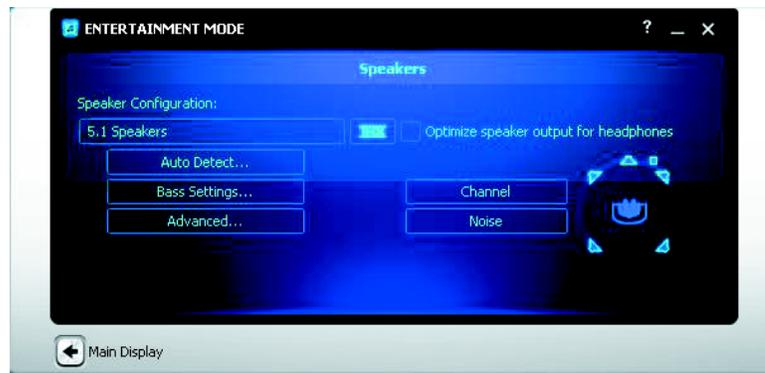 ENTERTAINMENT MODE ? _ X
Speakers
Speaker Configuration:
5.1 Speakers
Optimize speaker output for headphones
Auto Detect...
Bass Settings...
Channel
Advanced...
Noise
Main Display